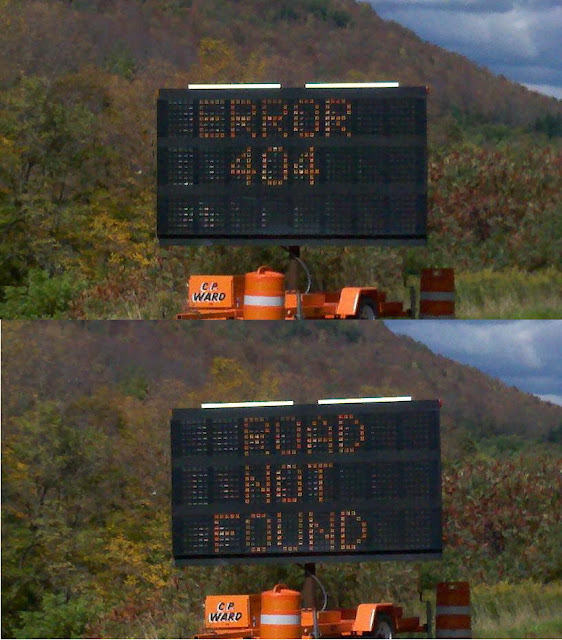 ERROR
404
C.P.
WARD
ROAD
NOT
FOUND
C.P.
WARD